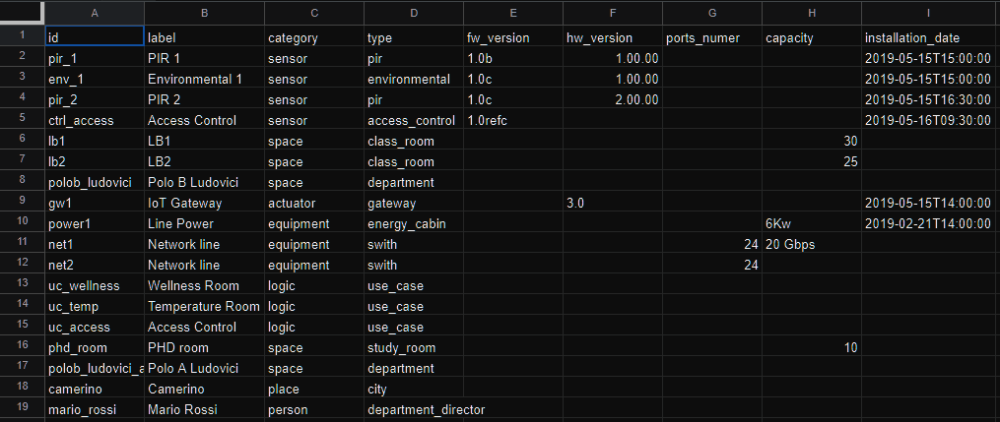 A B C D E F G H I
1 id label category type fw_version hw_version ports_numer capacity installation_date
2 pir_1 PIR 1 sensor pir 1.0b 1.00.00 2019-05-15T15:00:00
3 env_1 Environmental 1 sensor environmental 1.0c 1.00.00 2019-05-15T15:00:00
4 pir_2 PIR 2 sensor pir 1.0c 2.00.00 2019-05-15T16:30:00
5 ctrl_access Access Control sensor access_control 1.0refc 2019-05-16T09:30:00
6 lb1 LB1 space class_room 30
7 lb2 LB2 space class_room 25
8 polob_ludovici Polo B Ludovici space department
9 gw1 IoT Gateway actuator gateway 3.0 2019-05-15T14:00:00
10 power1 Line Power equipment energy_cabin 6Kw 2019-02-21T14:00:00
11 net1 Network line equipment swith 24 20 Gbps
12 net2 Network line equipment swith 24
13 uc_wellness Wellness Room logic use_case
14 uc_temp Temperature Room logic use_case
15 uc_access Access Control logic use_case
16 phd_room PHD room space study_room 10
17 polob_ludovici_a Polo A Ludovici space department
18 camerino Camerino place city
19 mario_rossi Mario Rossi person department_director